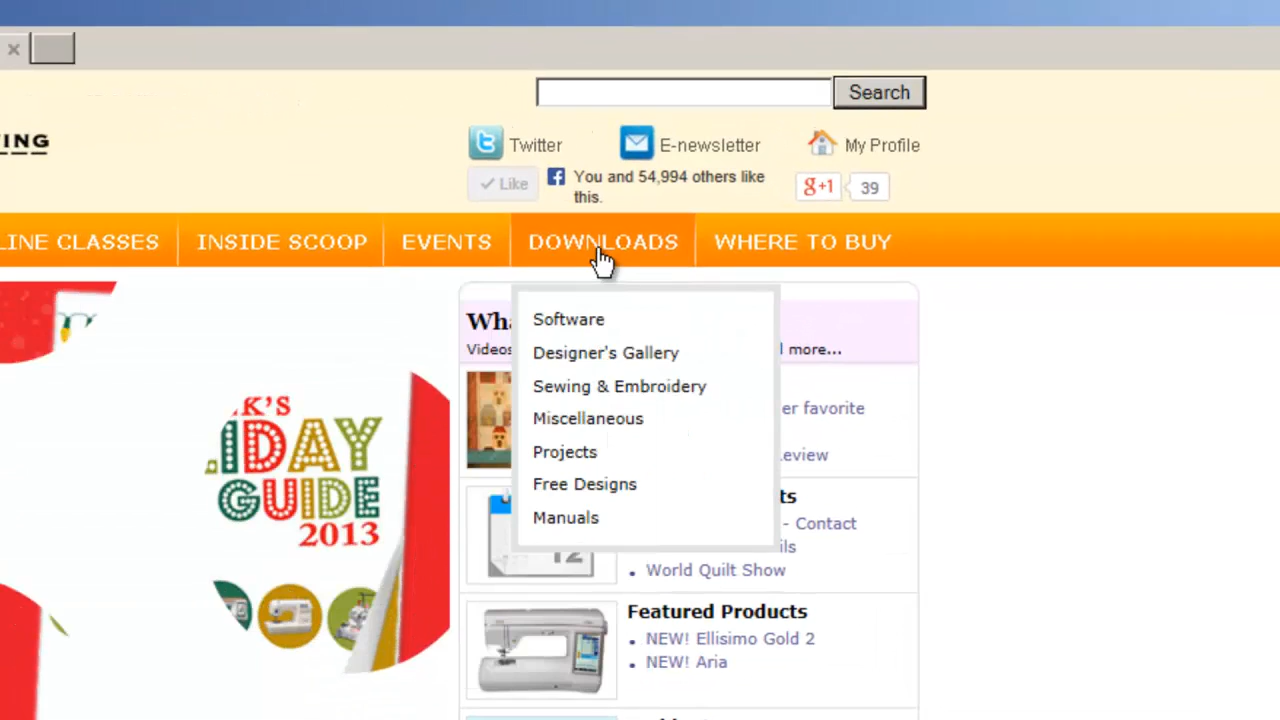 Search
ING
Twitter
E-newsletter
My Profile
Like
You and 54,994 others like
this.
g+1
39
LINE CLASSES
INSIDE SCOOP
EVENTS
DOWNLOADS
WHERE TO BUY
Software
Designer's Gallery
Sewing & Embroidery
Miscellaneous
Projects
Free Designs
Manuals
Wha
Videos
more...
er favorite
eview
ts
- Contact
ils
• World Quilt Show
12
Featured Products
• NEW! Ellisimo Gold 2
• NEW! Aria
K'S
IDAY
GUIDE
2013